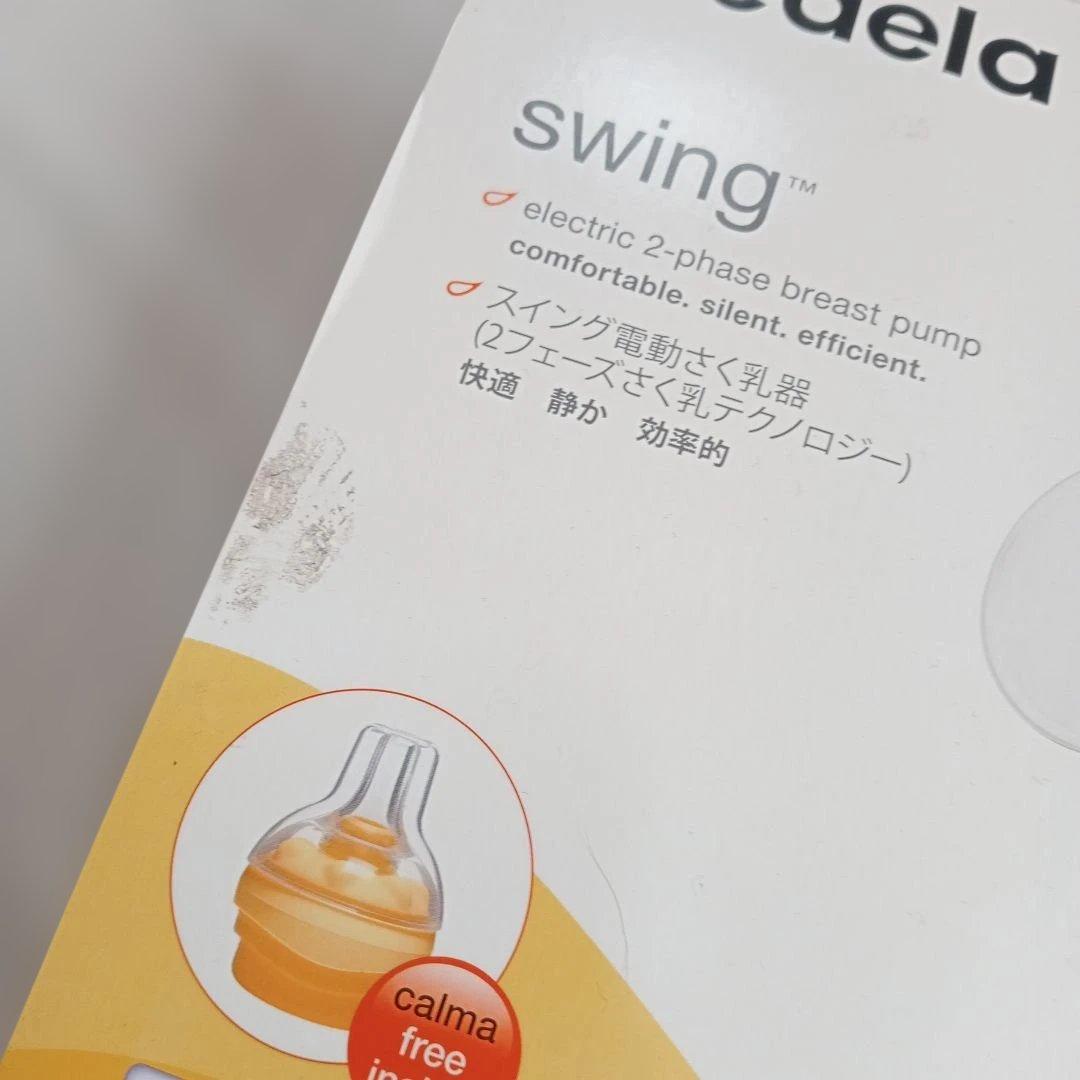 edela
swing™
electric 2-phase breast pump
comfortable. silent. efficient.
スイング電動さく乳器
(2フェーズさく乳テクノロジー)
快適 静か 効率的
calma
free